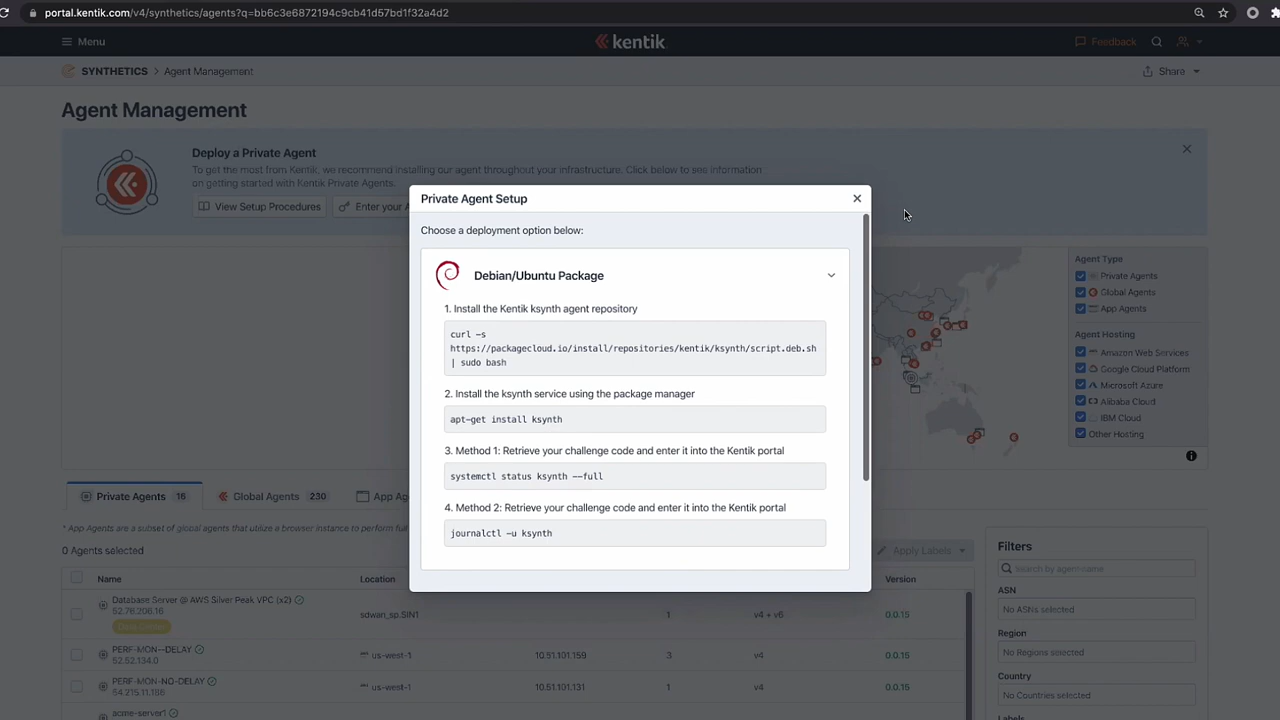 portal.kentik.com/v4/synthetics/agents?q=bb6c3e6872194c9cb41d57bd1f32a4d2
Menu
kentik
Feedback
SYNTHETICS > Agent Management
Share
Agent Management
Deploy a Private Agent
To get the most from Kentik, we recommend installing our agent throughout your infrastructure. Click below to see information
on getting started with Kentik Private Agents.
View Setup Procedures
Enter your A
Private Agent Setup
Choose a deployment option below:
Debian/Ubuntu Package
1. Install the Kentik ksynth agent repository
curl -s
https://packagecloud.io/install/repositories/kentik/ksynth/script.deb.sh
| sudo bash
2. Install the ksynth service using the package manager
apt-get install ksynth
3. Method 1: Retrieve your challenge code and enter it into the Kentik portal
systemctl status ksynth --full
4. Method 2: Retrieve your challenge code and enter it into the Kentik portal
journalctl -u ksynth
Agent Type
Private Agents
Global Agents
App Agents
Agent Hosting
Amazon Web Services
Google Cloud Platform
Microsoft Azure
Alibaba Cloud
IBM Cloud
Other Hosting
Private Agents 16
Global Agents 230
App Ag
* App Agents are a subset of global agents that utilize a browser instance to perform full
0 Agents selected
Apply Labels
Name
Location
Version
Database Server @ AWS Silver Peak VPC (x2)
52.76.206.16
Data Center
sdwan_sp.SIN1
1
v4 + v6
0.0.15
PERF-MON--DELAY
52.52.134.0
us-west-1
10.51.101.159
3
v4
0.0.15
PERF-MON-NO-DELAY
54.215.11.186
us-west-1
10.51.101.131
1
v4
0.0.15
acme-server1
Filters
Search by agent name
ASN
No ASNs selected
Region
No Regions selected
Country
No Countries selected
Labels